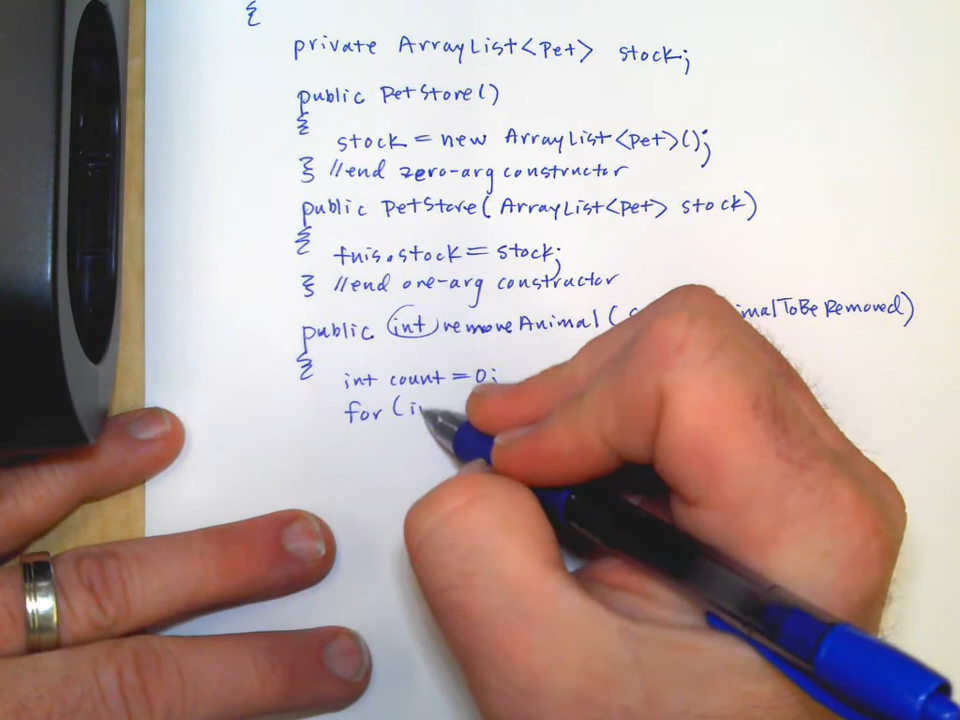 {
private ArrayList<Pet> stock;
public PetStore()
{
stock = new ArrayList<Pet>();
} //end zero-arg constructor
public PetStore(ArrayList<Pet> stock)
{
this.stock = stock;
} //end one-arg constructor
public int removeAnimal( malToBeRemoved)
{
int count = 0;
for (i